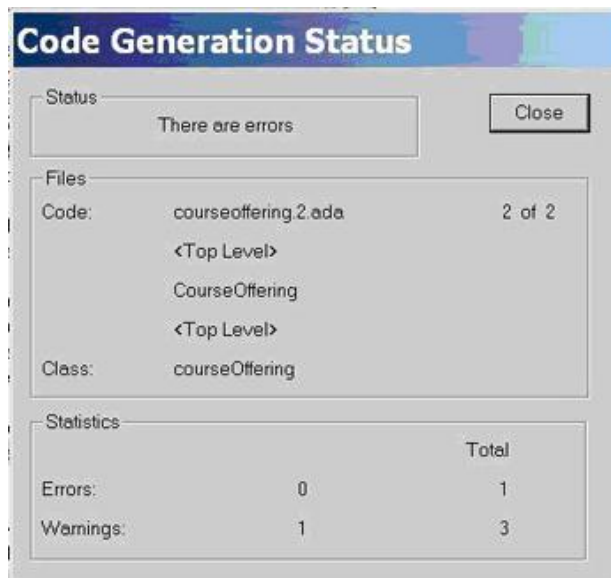 Code Generation Status
Status
There are errors
Close
Files
Code: courseoffering.2.ada 2 of 2
<Top Level>
CourseOffering
<Top Level>
Class: courseOffering
Statistics
Total
Errors: 0 1
Warnings: 1 3